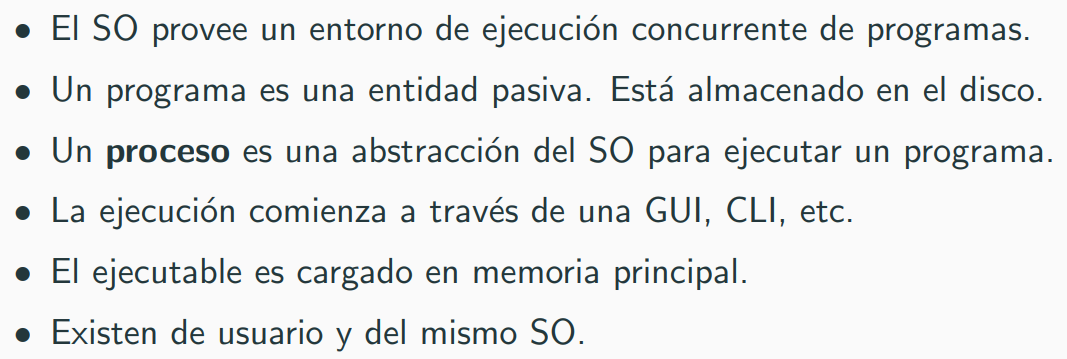 • El SO provee un entorno de ejecución concurrente de programas.
• Un programa es una entidad pasiva. Está almacenado en el disco.
• Un proceso es una abstracción del SO para ejecutar un programa.
• La ejecución comienza a través de una GUI, CLI, etc.
• El ejecutable es cargado en memoria principal.
• Existen de usuario y del mismo SO.